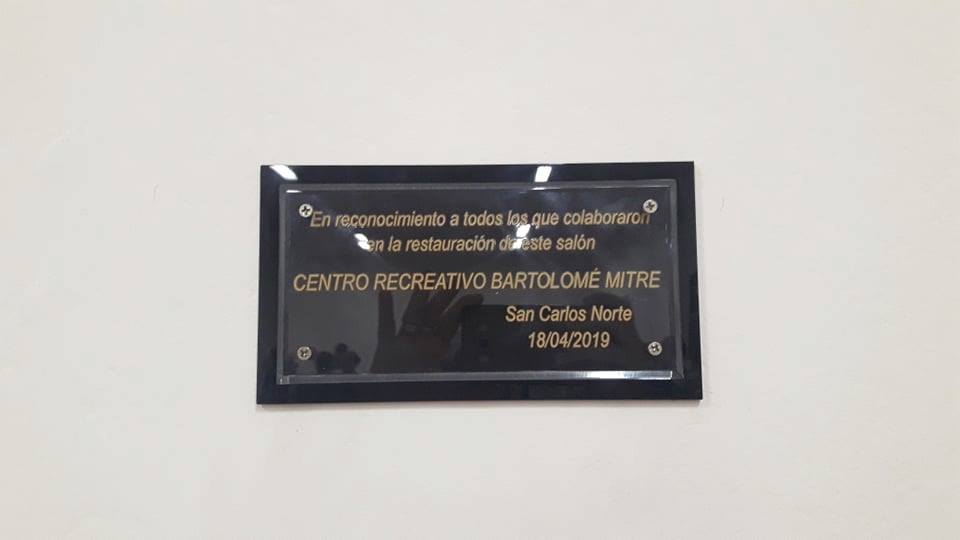 En reconocimiento a todos los que colaboraron
en la restauración de este salón
CENTRO RECREATIVO BARTOLOMÉ MITRE
San Carlos Norte
18/04/2019